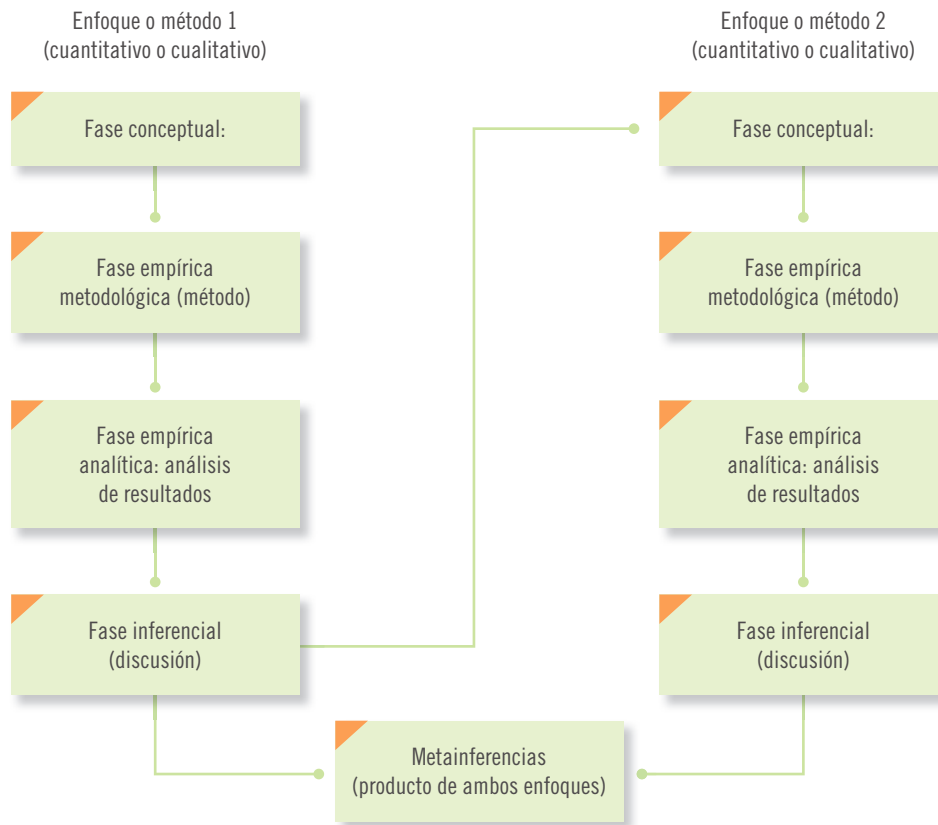 Enfoque o método 1
(cuantitativo o cualitativo)
Fase conceptual:
Fase empírica
metodológica (método)
Fase empírica
analítica: análisis
de resultados
Fase inferencial
(discusión)
Enfoque o método 2
(cuantitativo o cualitativo)
Fase conceptual:
Fase empírica
metodológica (método)
Fase empírica
analítica: análisis
de resultados
Fase inferencial
(discusión)
Metainferencias
(producto de ambos enfoques)